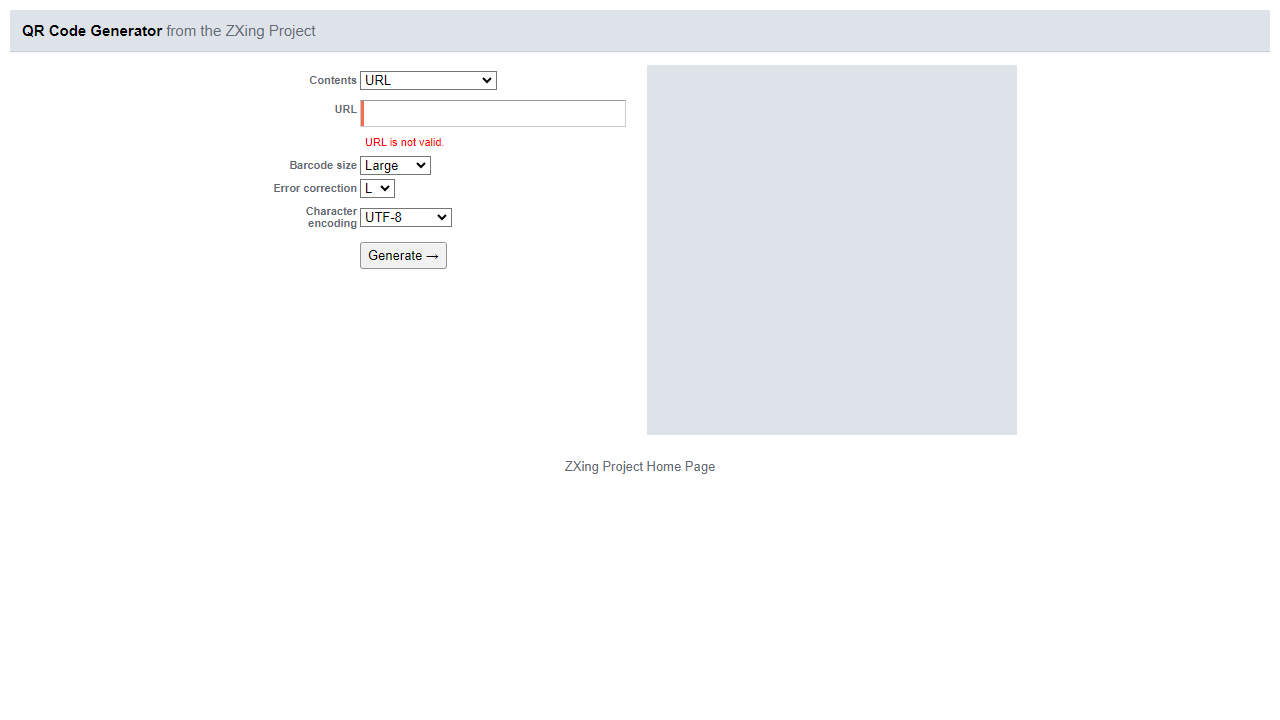 QR Code Generator from the ZXing Project
Contents URL
URL
URL is not valid.
Barcode size Large
Error correction L
Character
encoding UTF-8
Generate →
ZXing Project Home Page